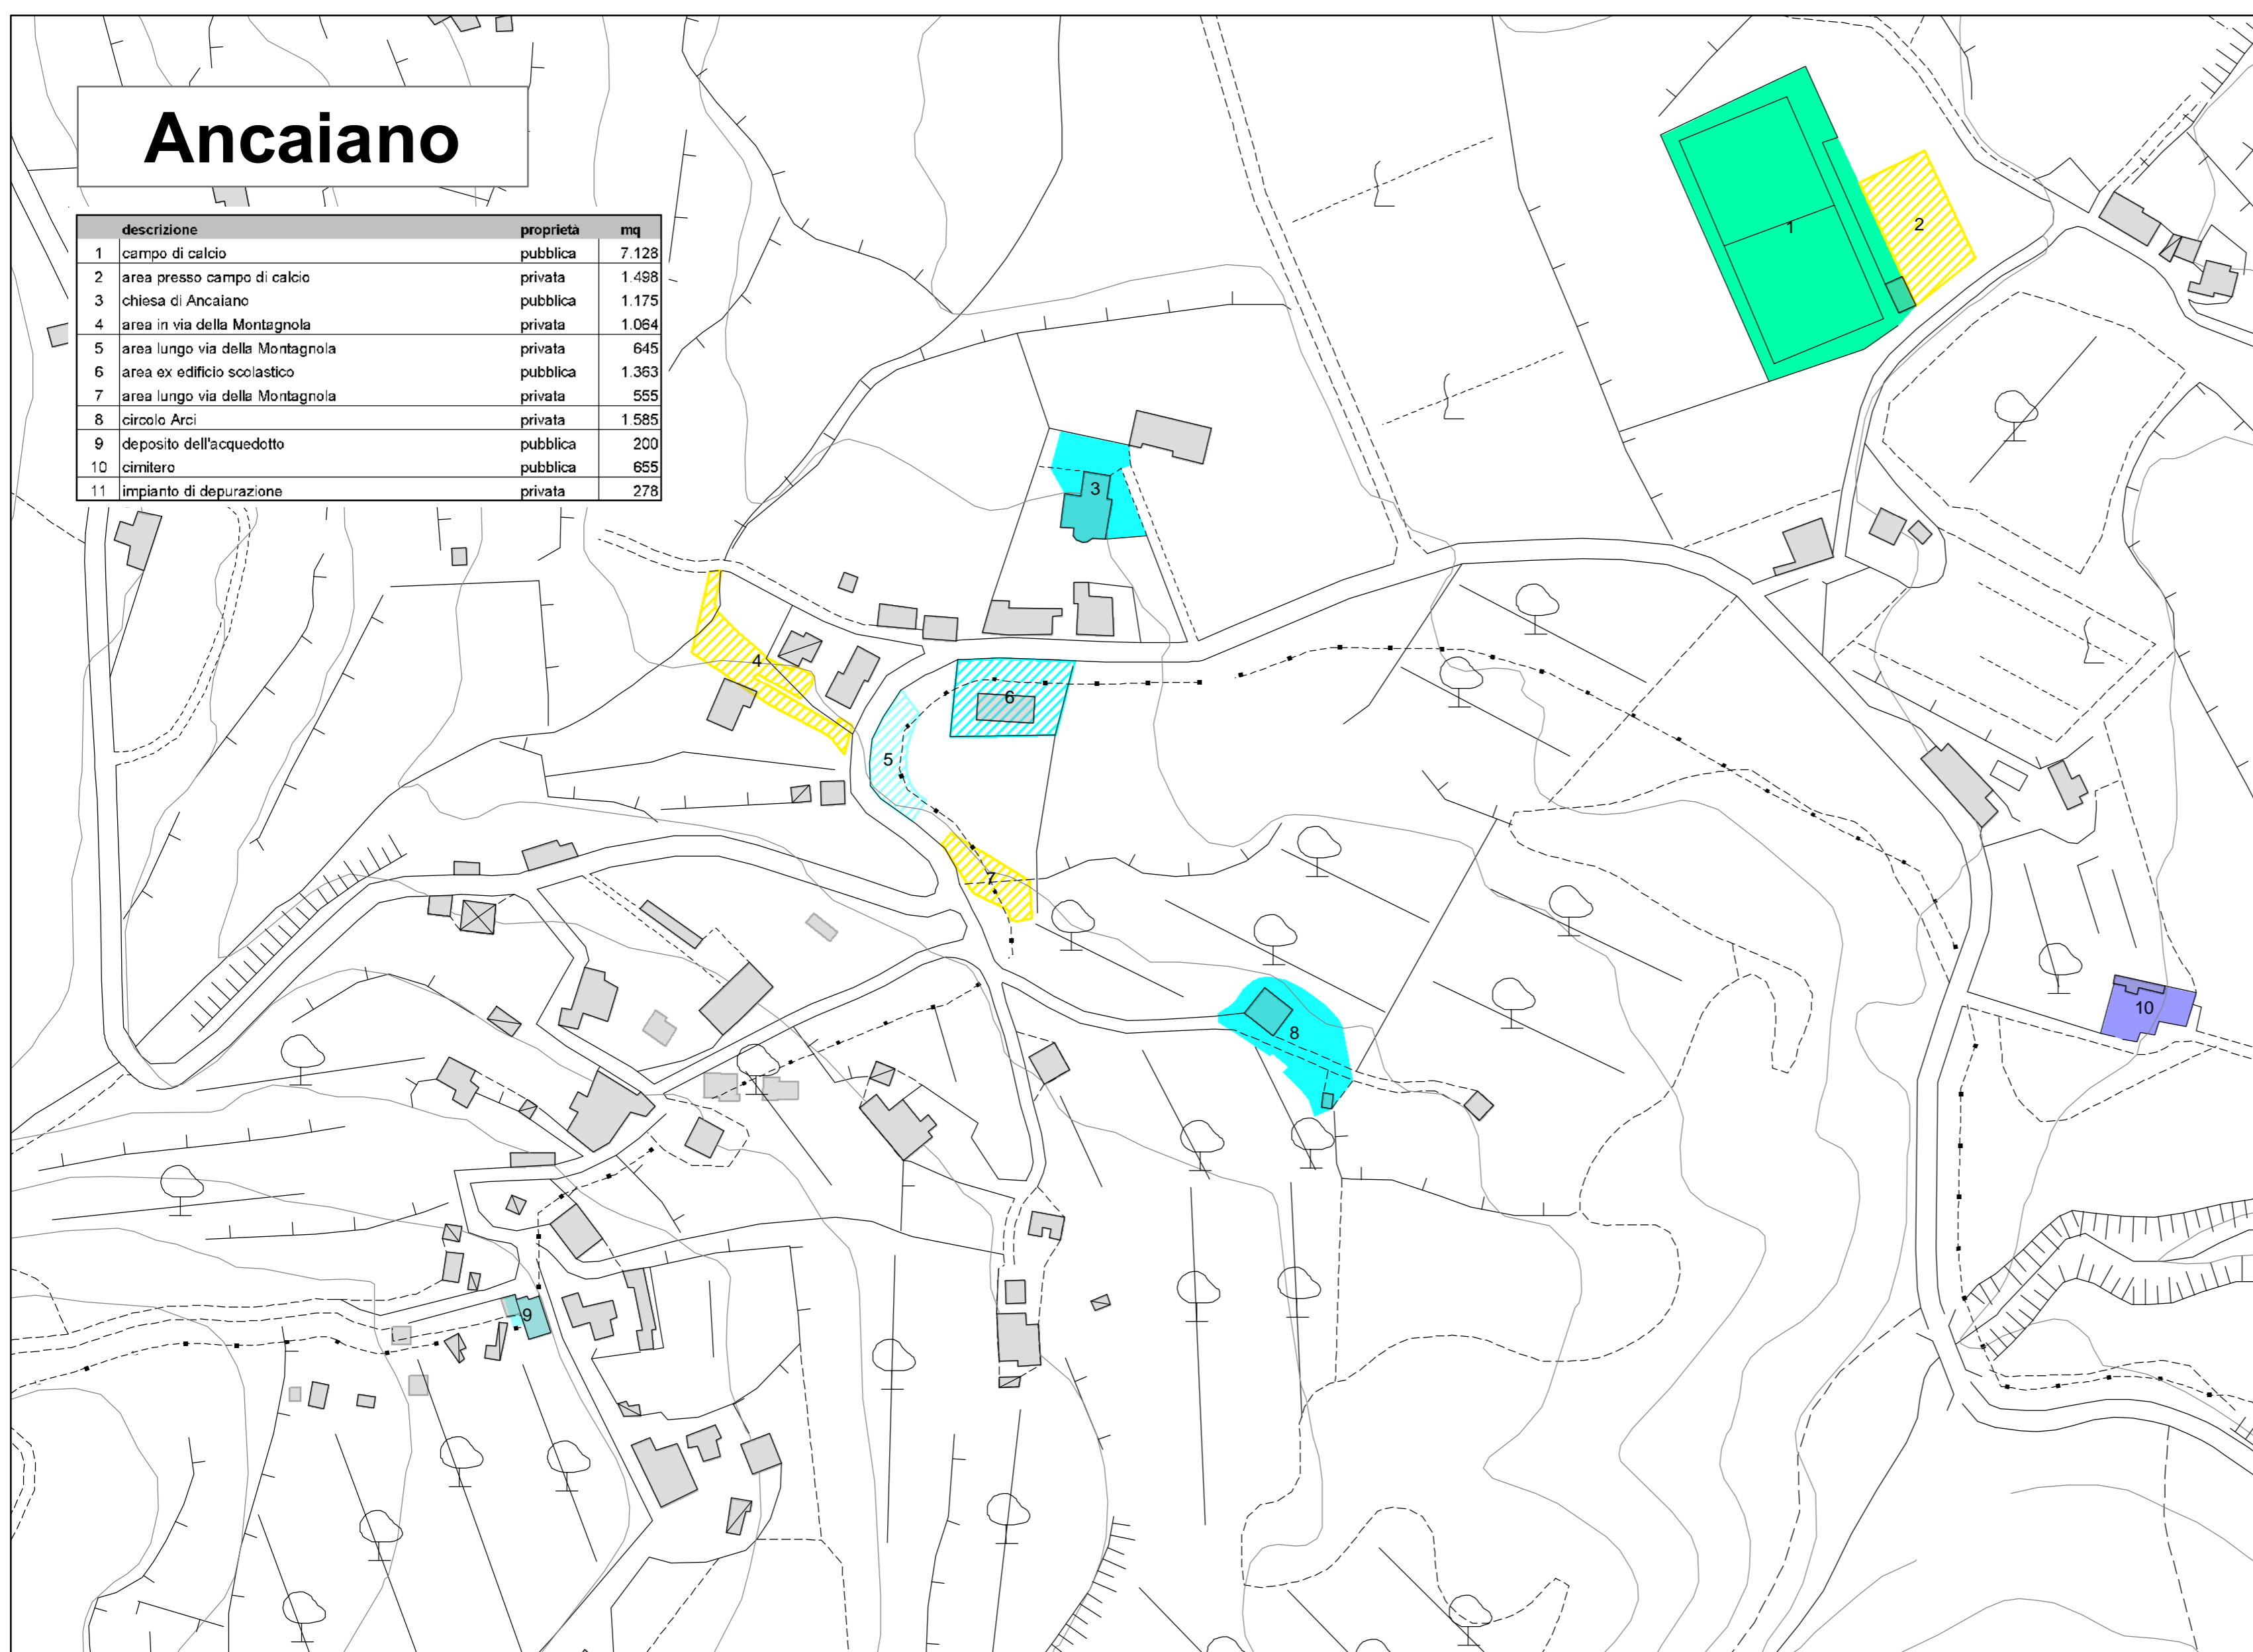 Ancaiano
descrizione proprietà mq
1 campo di calcio pubblica 7.128
2 area presso campo di calcio privata 1.498
3 chiesa di Ancaiano pubblica 1.175
4 area in via della Montagnola privata 1.064
5 area lungo via della Montagnola privata 645
6 area ex edificio scolastico pubblica 1.363
7 area lungo via della Montagnola privata 555
8 circolo Arci privata 1.585
9 deposito dell'acquedotto pubblica 200
10 cimitero pubblica 655
11 impianto di depurazione privata 278
1
2
3
4
5
6
7
8
9
10